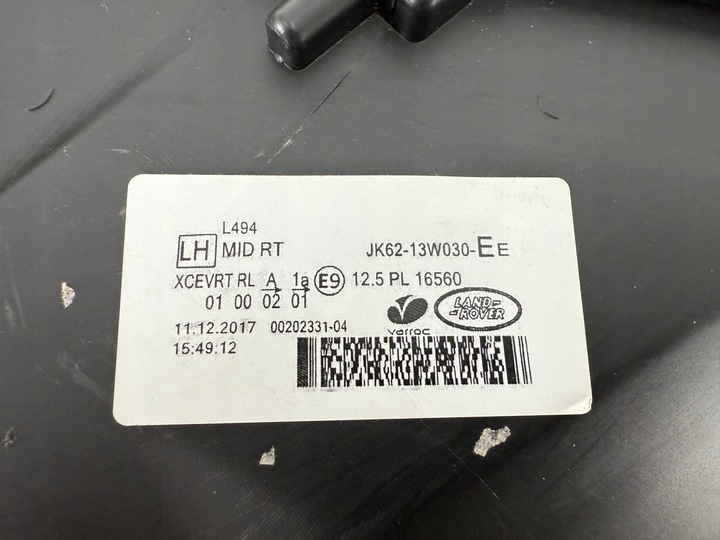 L494
LH MID RT JK62-13W030-EE
XCEVRT RL A 1a E9 12.5 PL 16560
01 00 02 01
LAND-
-ROVER
11.12.2017 00202331-04
varroc
15:49:12